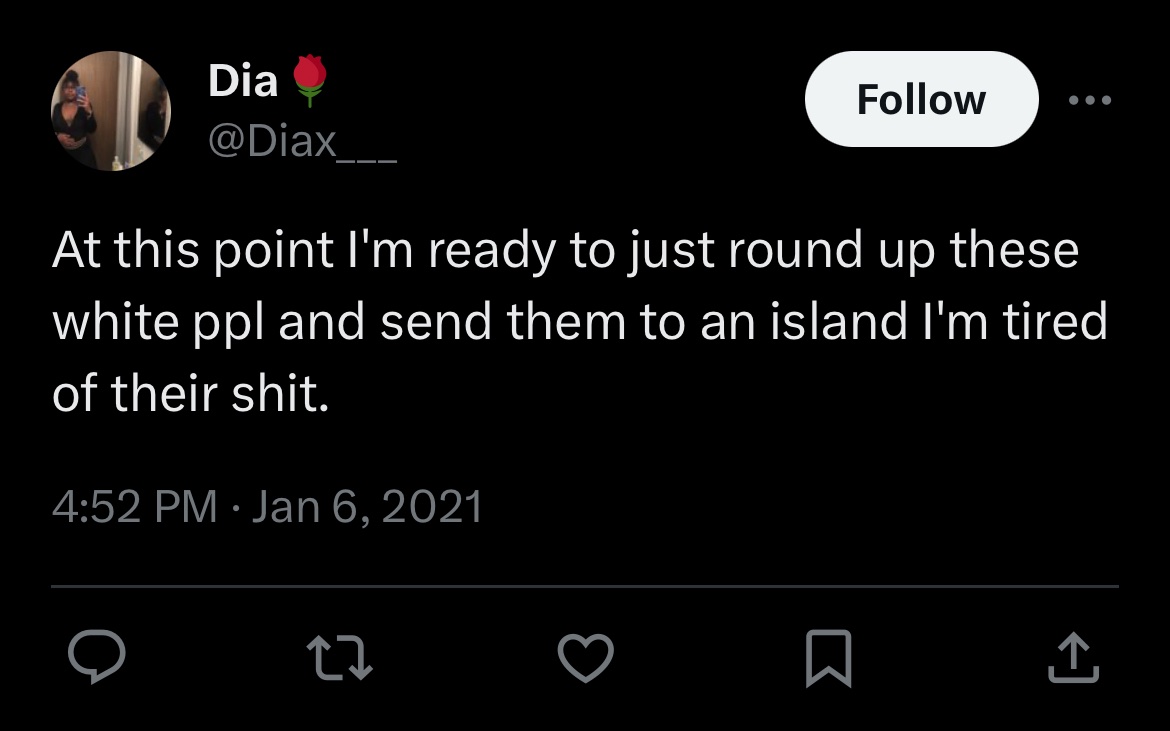 Dia🌹
@Diax___
Follow
At this point I'm ready to just round up these
white ppl and send them to an island I'm tired
of their shit.
4:52 PM · Jan 6, 2021